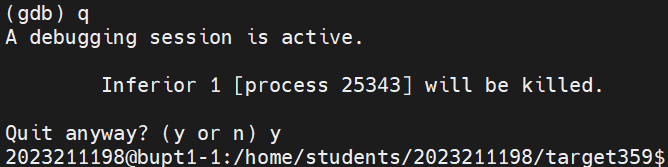 (gdb) q
A debugging session is active.
Inferior 1 [process 25343] will be killed.
Quit anyway? (y or n) y
2023211198@bupt1-1:/home/students/2023211198/target359$